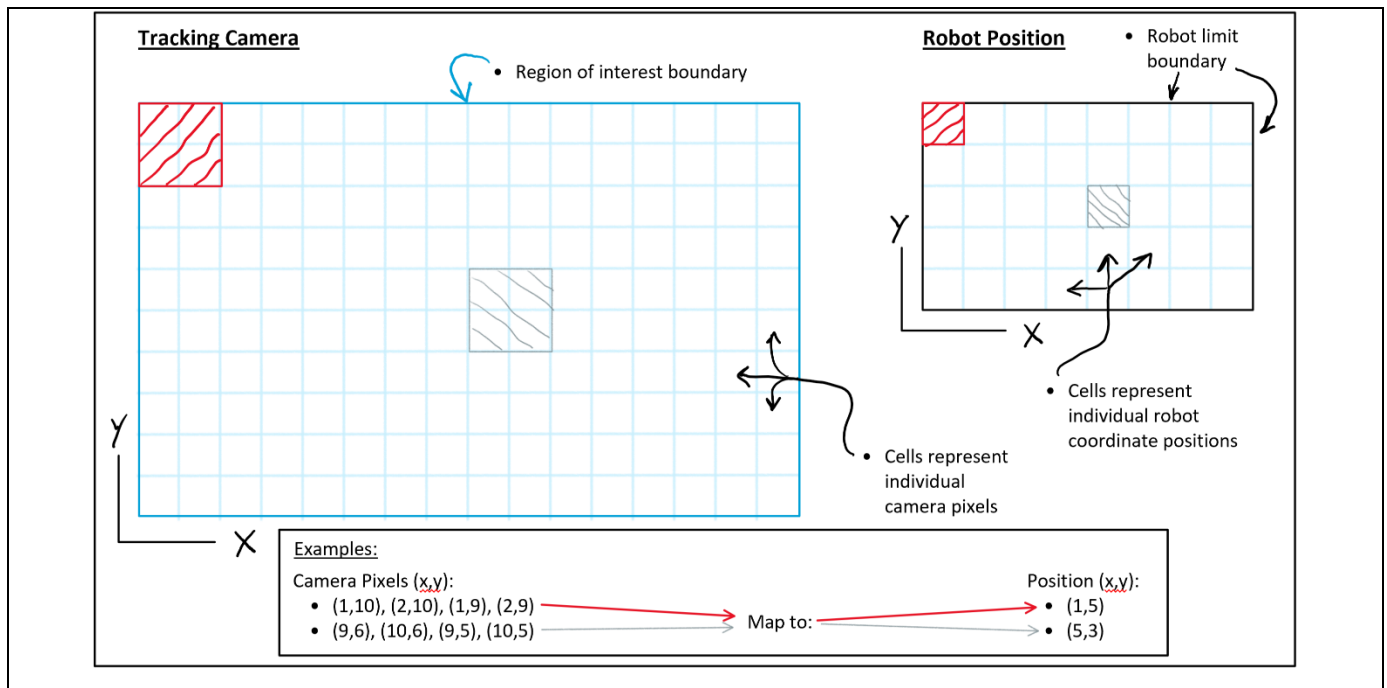 Tracking Camera
• Region of interest boundary
Robot Position
• Robot limit
boundary
Y
X
• Cells represent
individual robot
coordinate positions
Y
X
• Cells represent
individual
camera pixels
Examples:
Camera Pixels (x,y):
• (1,10), (2,10), (1,9), (2,9)
• (9,6), (10,6), (9,5), (10,5)
Map to:
Position (x,y):
• (1,5)
• (5,3)